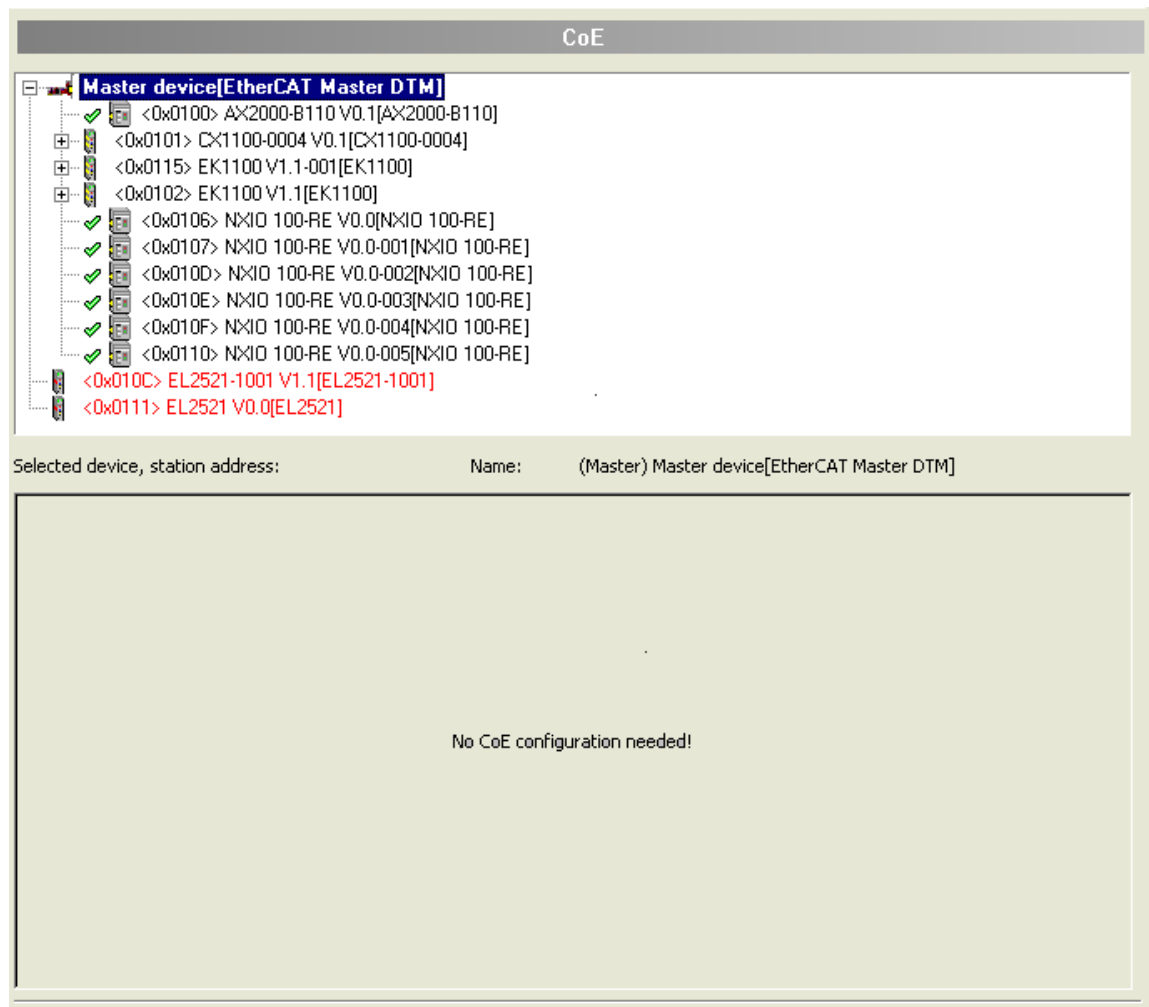 CoE
Master device[EtherCAT Master DTM]
<0x0100> AX2000-B110 V0.1[AX2000-B110]
<0x0101> CX1100-0004 V0.1[CX1100-0004]
<0x0115> EK1100 V1.1-001[EK1100]
<0x0102> EK1100 V1.1[EK1100]
<0x0106> NXIO 100-RE V0.0[NXIO 100-RE]
<0x0107> NXIO 100-RE V0.0-001[NXIO 100-RE]
<0x010D> NXIO 100-RE V0.0-002[NXIO 100-RE]
<0x010E> NXIO 100-RE V0.0-003[NXIO 100-RE]
<0x010F> NXIO 100-RE V0.0-004[NXIO 100-RE]
<0x0110> NXIO 100-RE V0.0-005[NXIO 100-RE]
<0x010C> EL2521-1001 V1.1[EL2521-1001]
<0x0111> EL2521 V0.0[EL2521]
Selected device, station address: Name: (Master) Master device[EtherCAT Master DTM]
No CoE configuration needed!